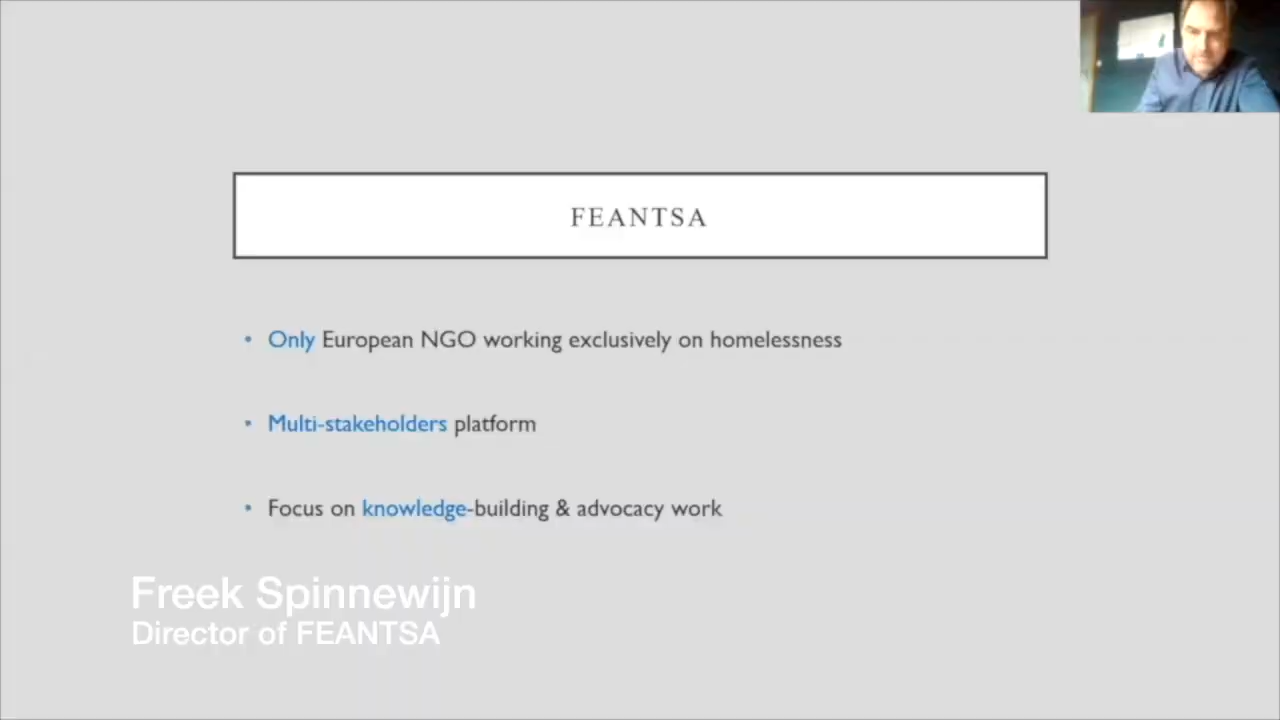 FEANTSA
• Only European NGO working exclusively on homelessness
• Multi-stakeholders platform
• Focus on knowledge-building & advocacy work
Freek Spinnewijn
Director of FEANTSA